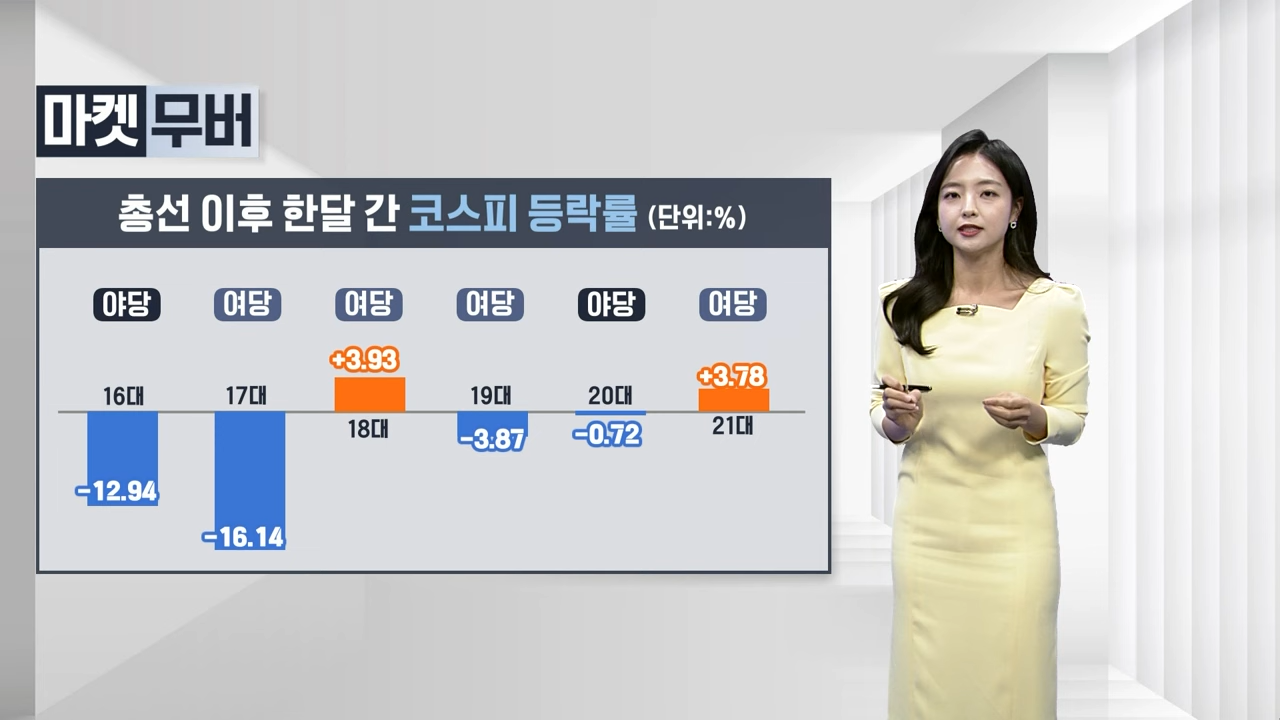 마켓무버
총선 이후 한달 간 코스피 등락률 (단위:%)
야당 여당 여당 여당 야당 여당
+3.93 +3.78
16대 17대 19대 20대
18대 21대
-3.87 -0.72
-12.94
-16.14